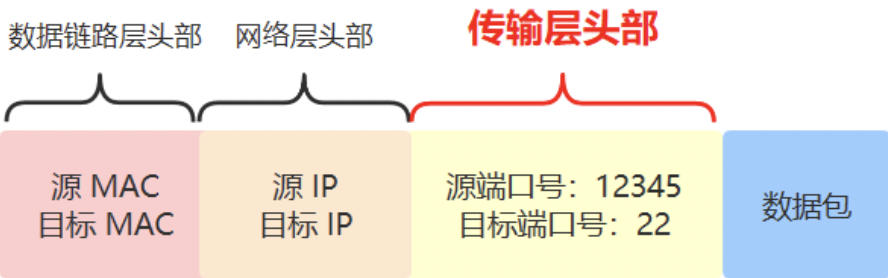 数据链路层头部
网络层头部
传输层头部
源 MAC
目标 MAC
源 IP
目标 IP
源端口号：12345
目标端口号：22
数据包